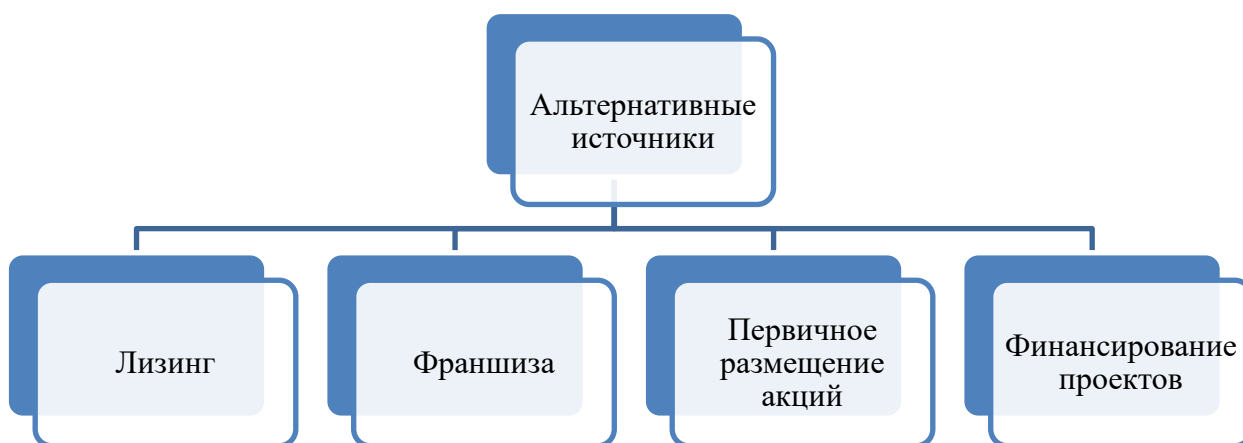 Альтернативные
источники
Лизинг
Франшиза
Первичное
размещение
акций
Финансирование
проектов